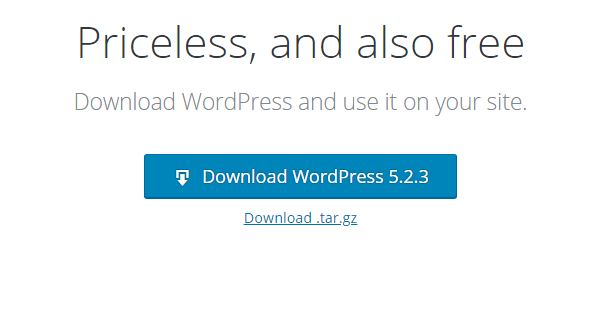 Priceless, and also free
Download WordPress and use it on your site.
Download WordPress 5.2.3
Download .tar.gz